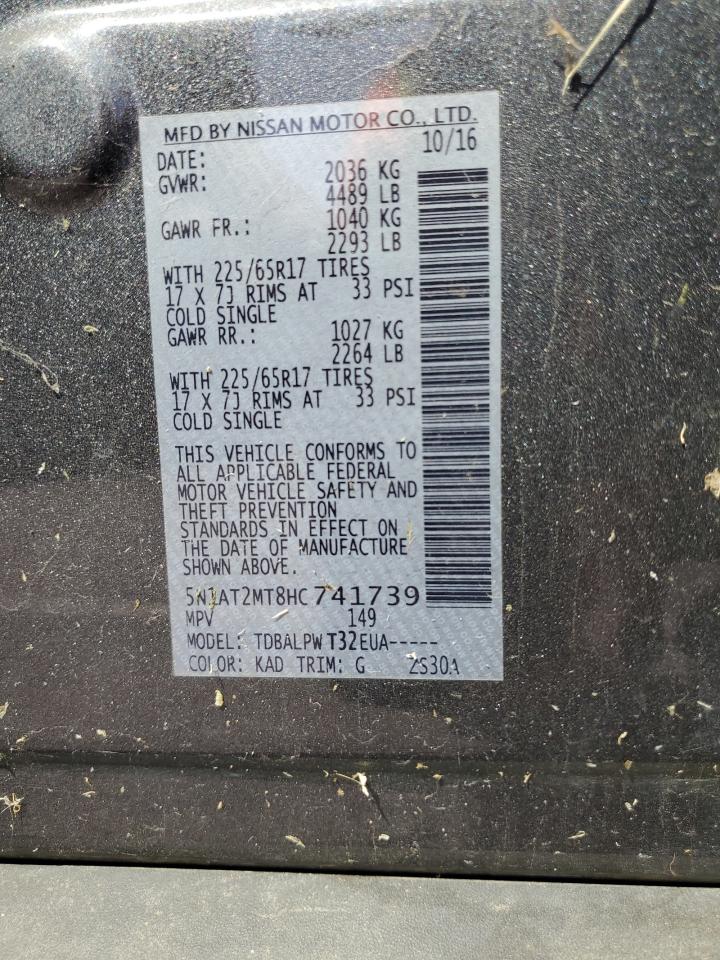 MFD BY NISSAN MOTOR CO., LTD.
DATE: 10/16
GVWR: 2036 KG
4489 LB
GAWR FR.: 1040 KG
2293 LB
WITH 225/65R17 TIRES
17 X 7J RIMS AT 33 PSI
COLD SINGLE
GAWR RR.: 1027 KG
2264 LB
WITH 225/65R17 TIRES
17 X 7J RIMS AT 33 PSI
COLD SINGLE
THIS VEHICLE CONFORMS TO
ALL APPLICABLE FEDERAL
MOTOR VEHICLE SAFETY AND
THEFT PREVENTION
STANDARDS IN EFFECT ON
THE DATE OF MANUFACTURE
SHOWN ABOVE.
5N1AT2MT8HC741739
MPV 149
MODEL: TDBALPWT32EUA-----
COLOR: KAD TRIM: G 2S30A